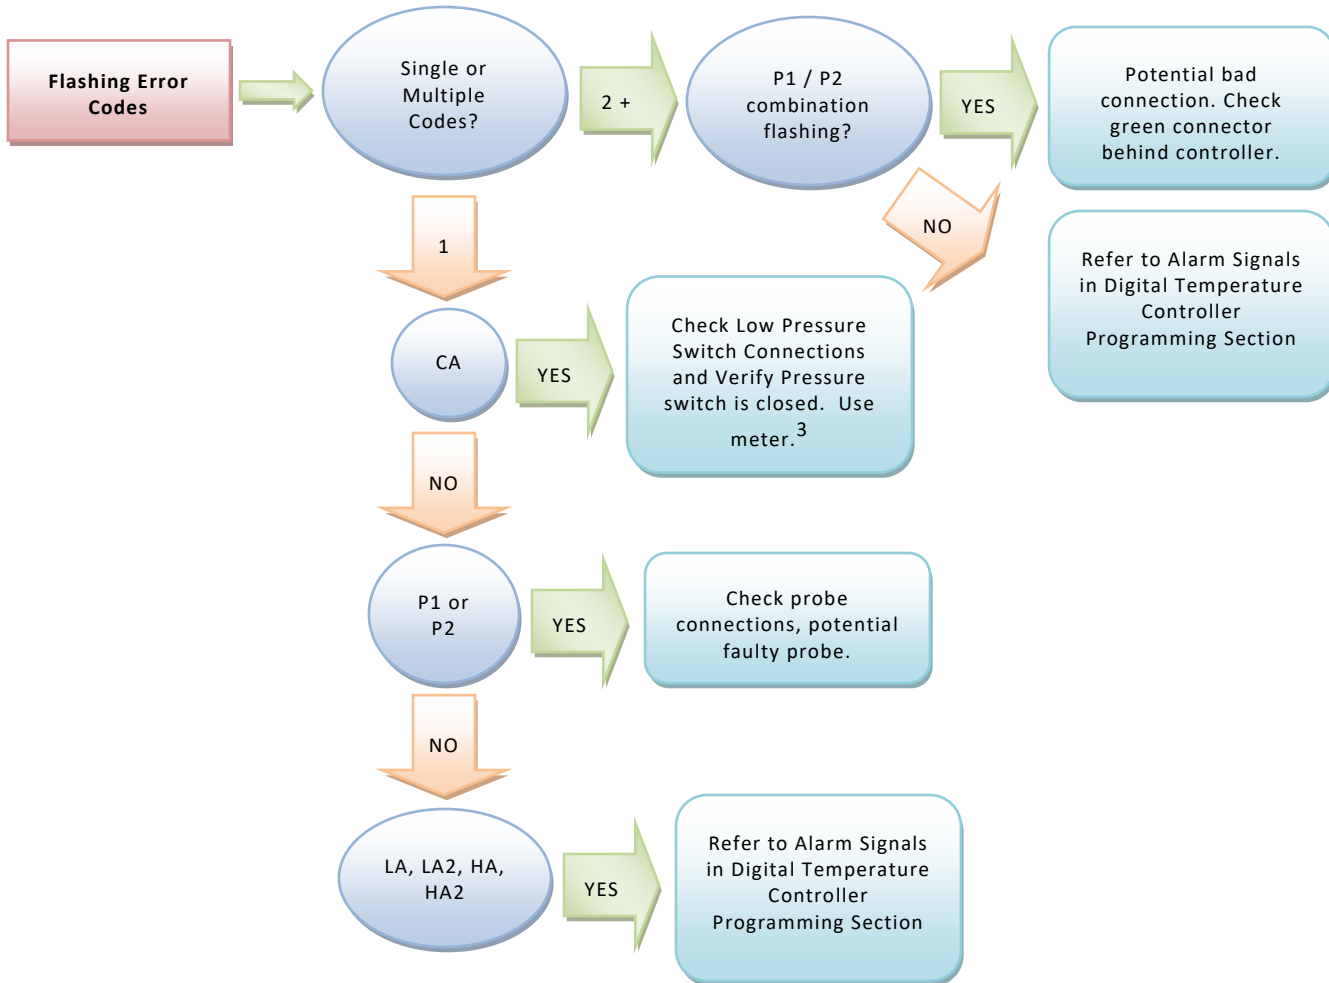 Flashing Error
Codes
Single or
Multiple
Codes?
2 +
P1 / P2
combination
flashing?
YES
Potential bad
connection. Check
green connector
behind controller.
1
NO
Refer to Alarm Signals
in Digital Temperature
Controller
Programming Section
CA
YES
Check Low Pressure
Switch Connections
and Verify Pressure
switch is closed. Use
meter.3
NO
P1 or
P2
YES
Check probe
connections, potential
faulty probe.
NO
LA, LA2, HA,
HA2
YES
Refer to Alarm Signals
in Digital Temperature
Controller
Programming Section